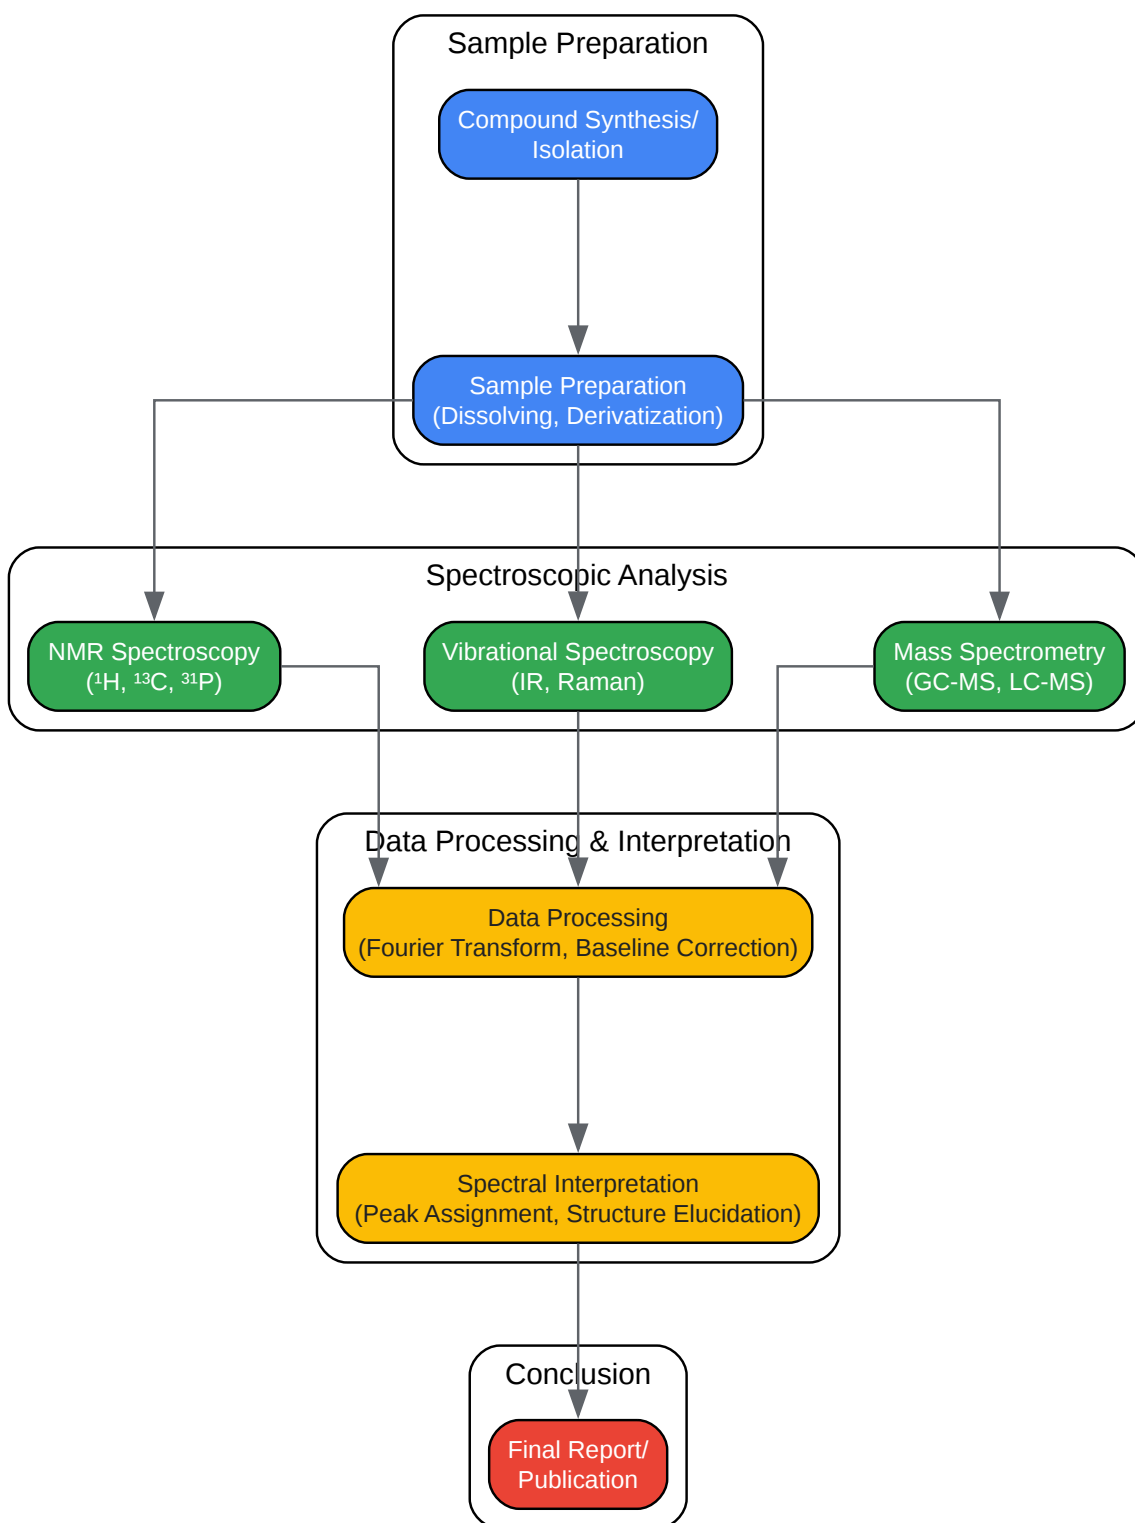 Sample Preparation
Compound Synthesis/
Isolation
Sample Preparation
(Dissolving, Derivatization)
Spectroscopic Analysis
NMR Spectroscopy
(¹H, ¹³C, ³¹P)
Vibrational Spectroscopy
(IR, Raman)
Mass Spectrometry
(GC-MS, LC-MS)
Data Processing & Interpretation
Data Processing
(Fourier Transform, Baseline Correction)
Spectral Interpretation
(Peak Assignment, Structure Elucidation)
Conclusion
Final Report/
Publication